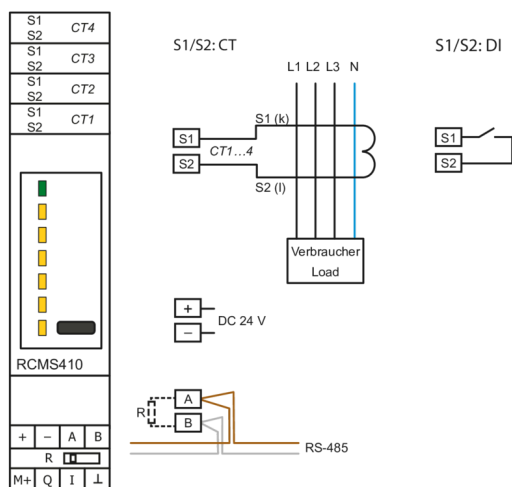 S1
S2 CT4
S1
S2 CT3
S1
S2 CT2
S1
S2 CT1
RCMS410
+ − A B
R
M+ Q I ⊥
S1/S2: CT
L1 L2 L3 N
S1 (k)
S1
CT1...4
S2
S2 (l)
Verbraucher
Load
+
DC 24 V
−
A
R
B
RS-485
S1/S2: DI
S1
S2